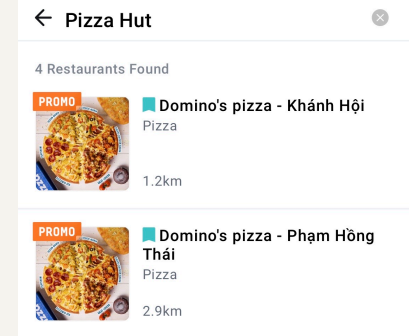 Pizza Hut
4 Restaurants Found
PROMO
Domino's pizza - Khánh Hội
Pizza
1.2km
PROMO
Domino's pizza - Phạm Hồng
Thái
Pizza
2.9km